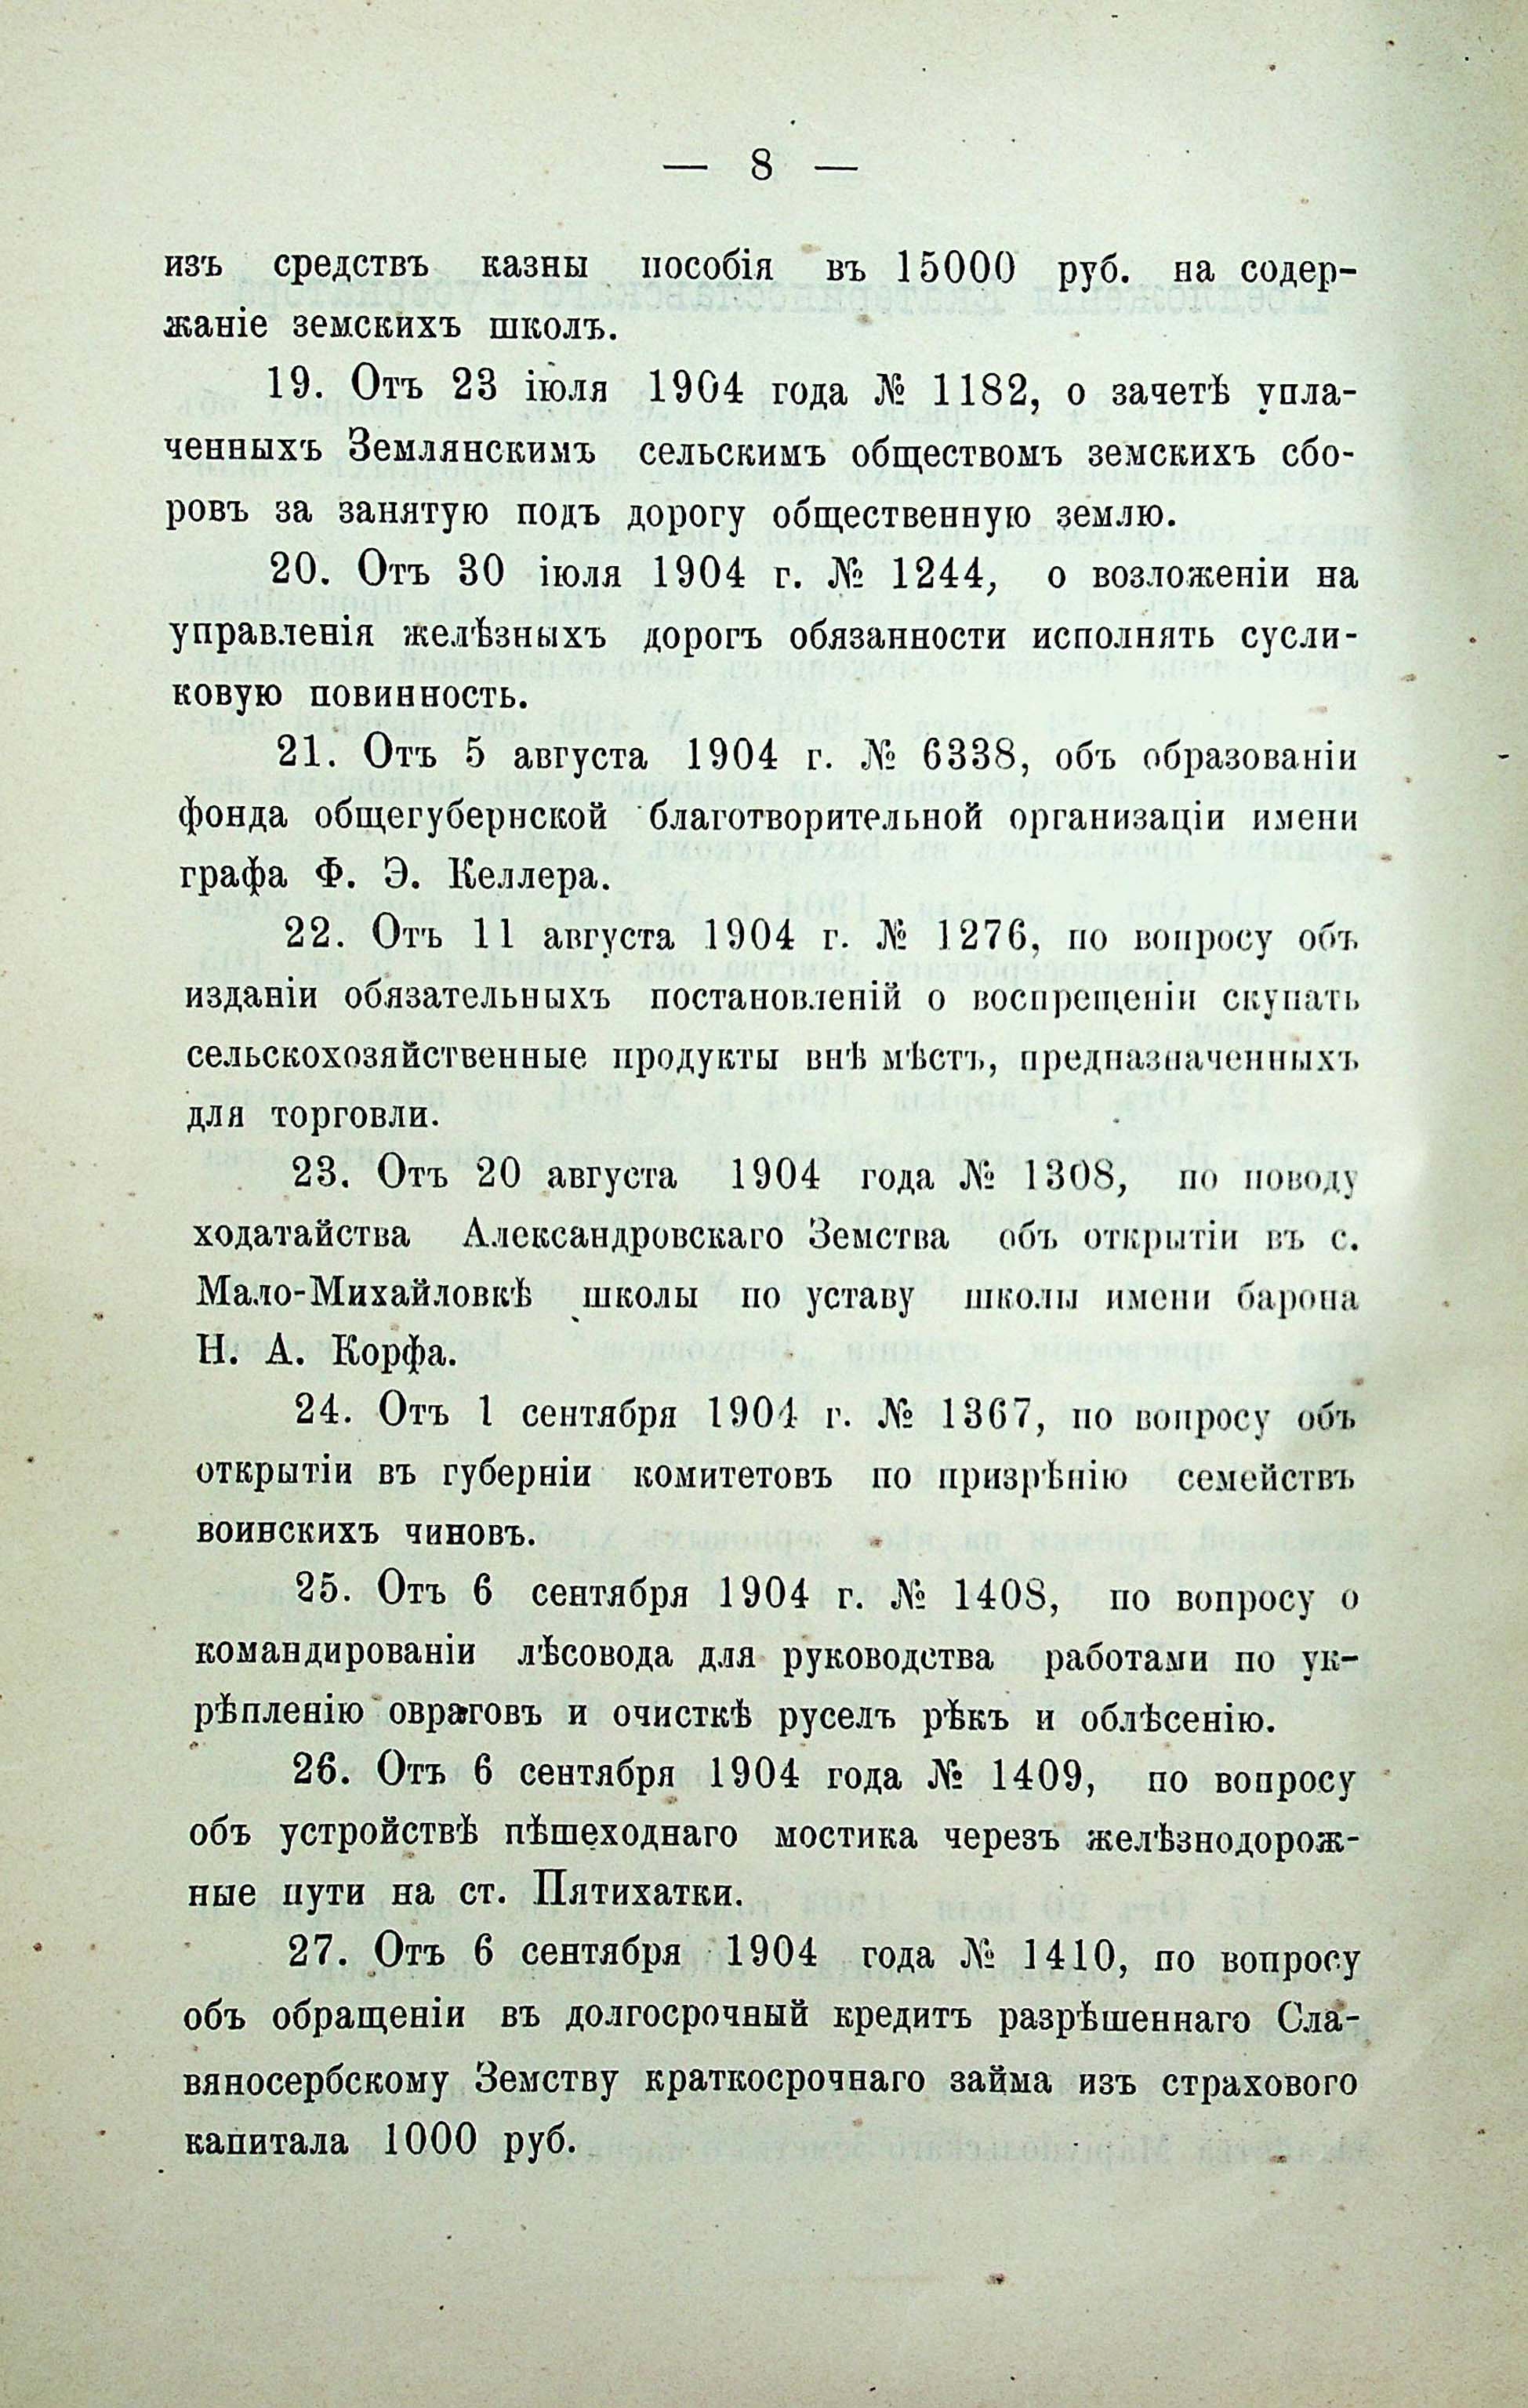 — 8 —
изъ средствъ казны пособія въ 15000 руб. на содер-
жаніе земскихъ школъ.
19. Отъ 23 іюля 1904 года № 1182, о зачетѣ упла-
ченныхъ Землянскимъ сельскимъ обществомъ земскихъ сбо-
ровъ за занятую подъ дорогу общественную землю.
20. Отъ 30 іюля 1904 г. № 1244, о возложеніи на
управленія желѣзныхъ дорогъ обязанности исполнять сусли-
ковую повинность.
21. Отъ 5 августа 1904 г. № 6338, объ образованіи
фонда общегубернской благотворительной организаціи имени
графа Ф. Э. Келлера.
22. Отъ 11 августа 1904 г. № 1276, по вопросу объ
изданіи обязательныхъ постановленій о воспрещеніи скупать
сельскохозяйственные продукты внѣ мѣстъ, предназначенныхъ
для торговли.
23. Отъ 20 августа 1904 года № 1308, по поводу
ходатайства Александровскаго Земства объ открытіи въ с.
Мало-Михайловкѣ школы по уставу школы имени барона
Н. А. Корфа.
24. Отъ 1 сентября 1904 г. № 1367, по вопросу объ
открытіи въ губерніи комитетовъ по призрѣнію семействъ
воинскихъ чиновъ.
25. Отъ 6 сентября 1904 г. № 1408, по вопросу о
командированіи лѣсовода для руководства работами по ук-
рѣпленію овраговъ и очисткѣ руселъ рѣкъ и облѣсенію.
26. Отъ 6 сентября 1904 года № 1409, по вопросу
объ устройствѣ пѣшеходнаго мостика черезъ желѣзнодорож-
ные пути на ст. Пятихатки.
27. Отъ 6 сентября 1904 года № 1410, по вопросу
объ обращеніи въ долгосрочный кредитъ разрѣшеннаго Сла-
вяносербскому Земству краткосрочнаго займа изъ страхового
капитала 1000 руб.